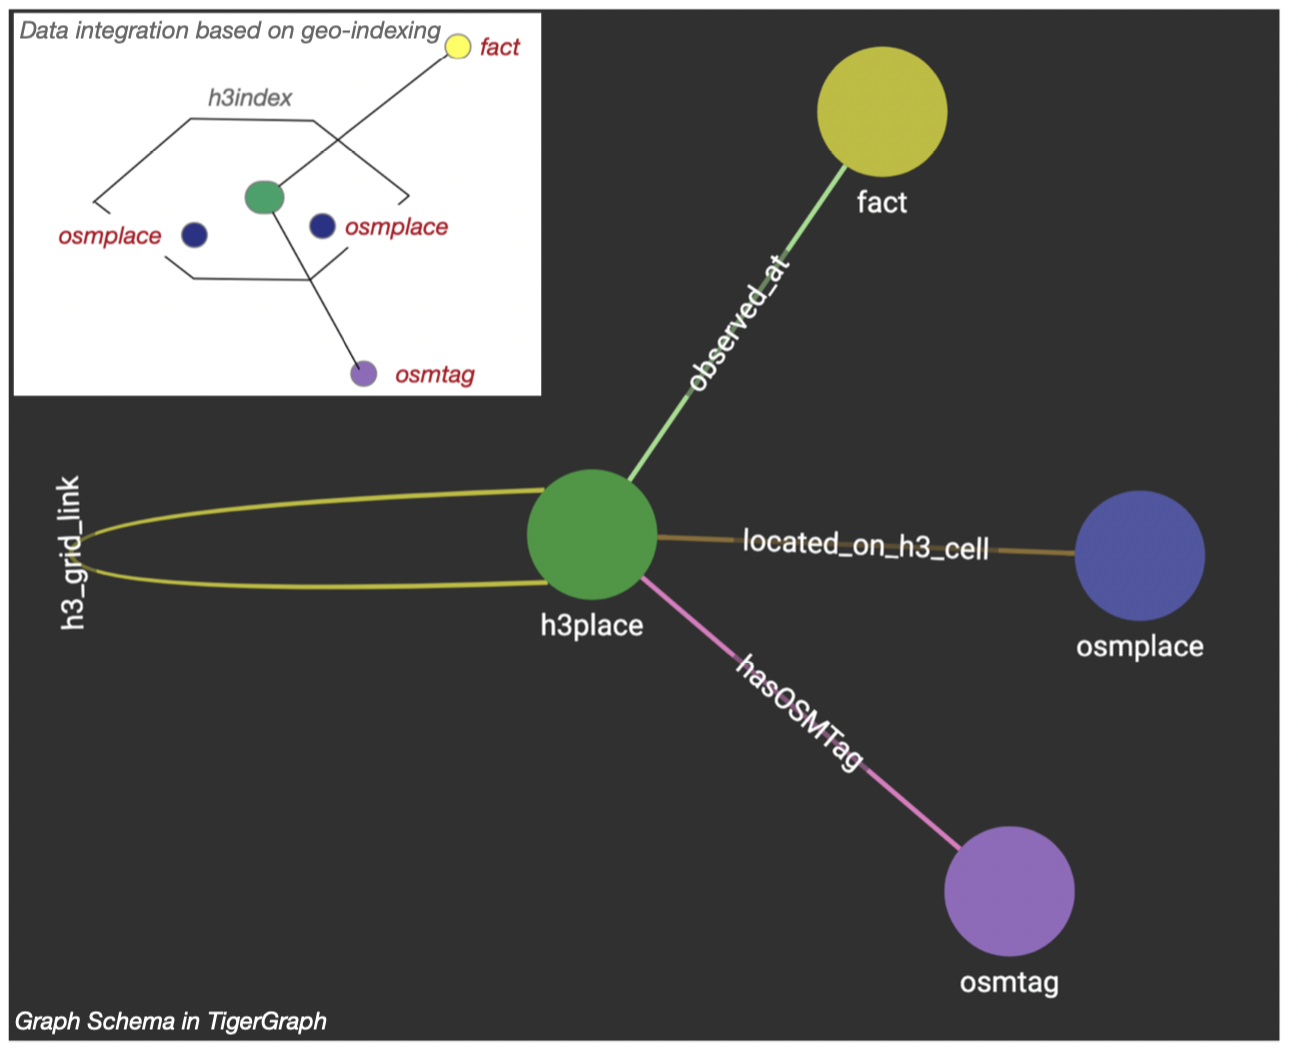 Data integration based on geo-indexing
fact
h3index
osmplace
osmplace
osmtag
fact
observed_at
h3_grid_link
located_on_h3_cell
h3place
osmplace
hasOSMTag
osmtag
Graph Schema in TigerGraph